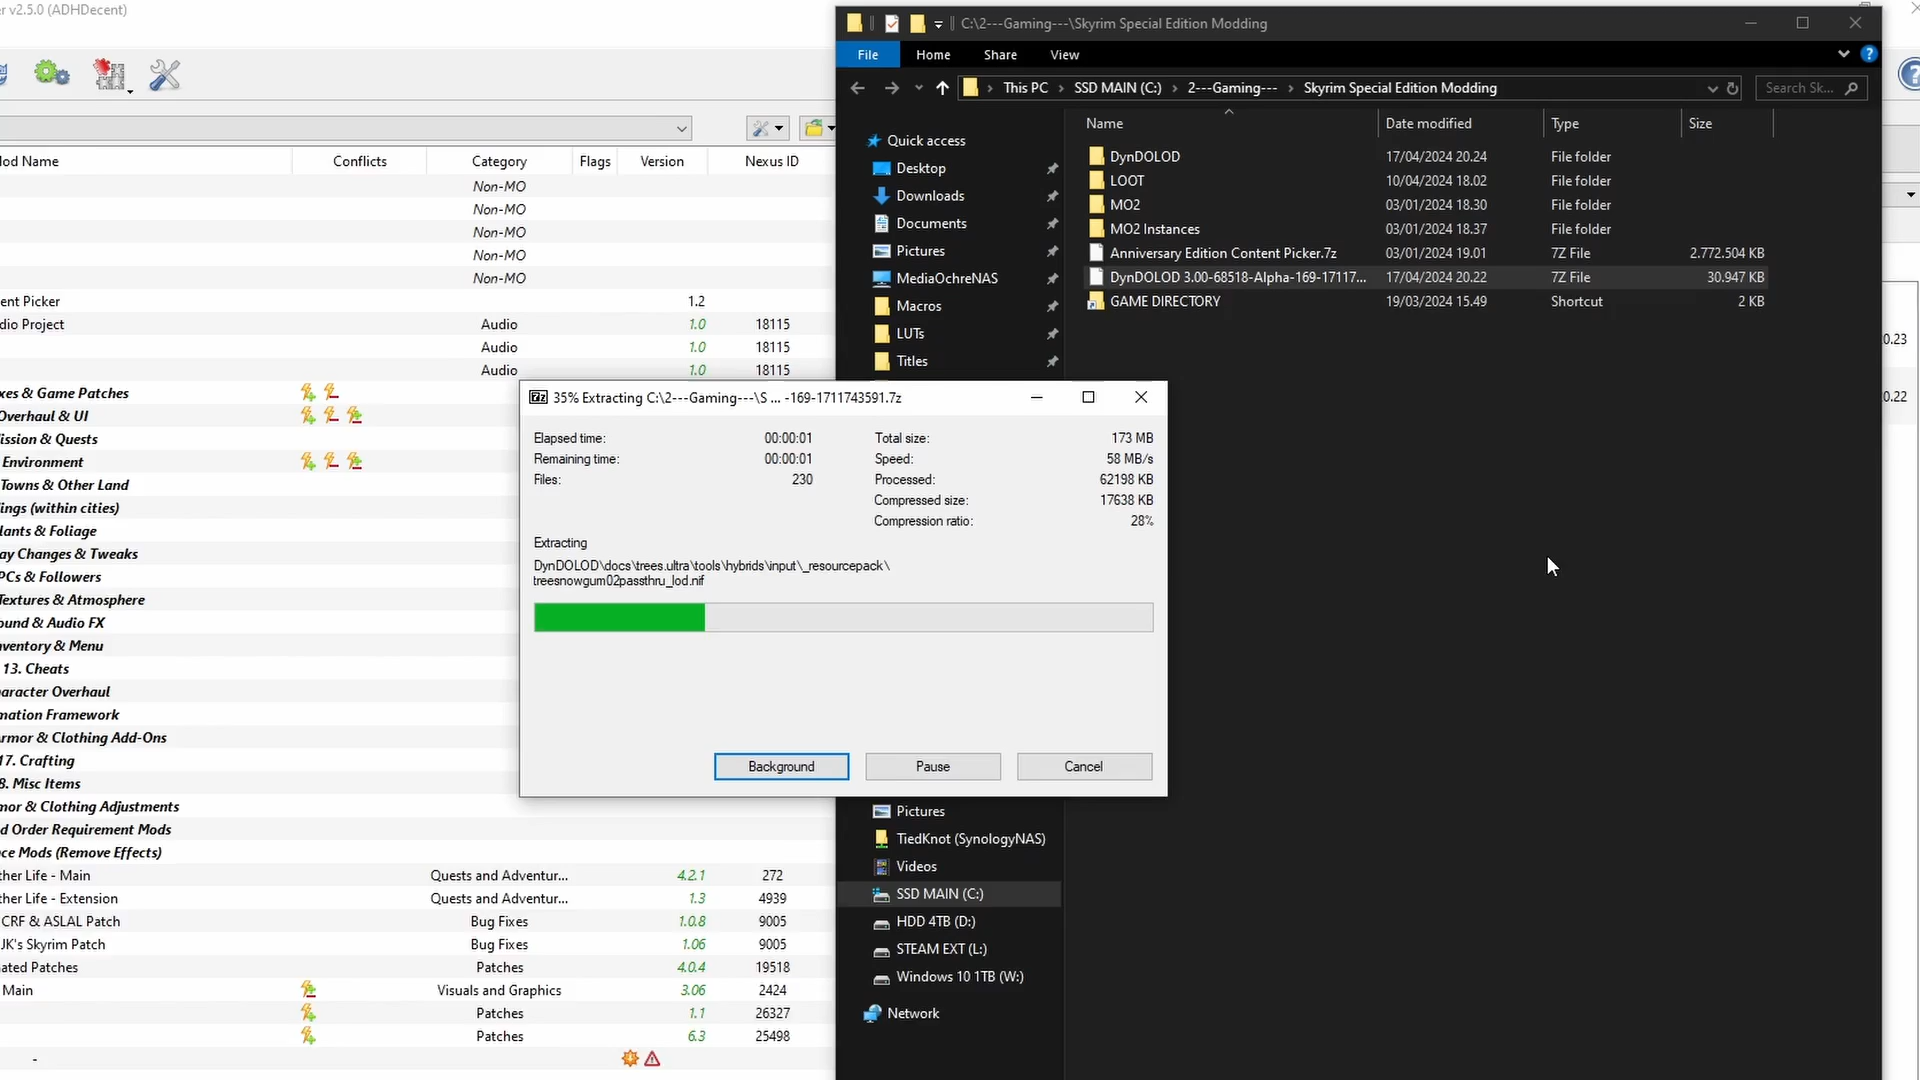 r v2.5.0 (ADHDecent)
od Name Conflicts Category Flags Version Nexus ID
Non-MO
Non-MO
Non-MO
Non-MO
Non-MO
ent Picker 1.2
dio Project Audio 1.0 18115
Audio 1.0 18115
Audio 1.0 18115
xes & Game Patches
Overhaul & UI
ission & Quests
Environment
Towns & Other Land
ings (within cities)
lants & Foliage
ay Changes & Tweaks
PCs & Followers
Textures & Atmosphere
ound & Audio FX
nventory & Menu
13. Cheats
aracter Overhaul
mation Framework
rmor & Clothing Add-Ons
17. Crafting
8. Misc Items
mor & Clothing Adjustments
d Order Requirement Mods
ce Mods (Remove Effects)
ther Life - Main Quests and Adventur... 4.2.1 272
ther Life - Extension Quests and Adventur... 1.3 4939
CRF & ASLAL Patch Bug Fixes 1.0.8 9005
JK's Skyrim Patch Bug Fixes 1.06 9005
ated Patches Patches 4.0.4 19518
Main Visuals and Graphics 3.06 2424
Patches 1.1 26327
Patches 6.3 25498
-
C:\2---Gaming---\Skyrim Special Edition Modding
File Home Share View
This PC › SSD MAIN (C:) › 2---Gaming--- › Skyrim Special Edition Modding
Search Sk...
Name Date modified Type Size
DynDOLOD 17/04/2024 20.24 File folder
LOOT 10/04/2024 18.02 File folder
MO2 03/01/2024 18.30 File folder
MO2 Instances 03/01/2024 18.37 File folder
Anniversary Edition Content Picker.7z 03/01/2024 19.01 7Z File 2.772.504 KB
DynDOLOD 3.00-68518-Alpha-169-17117... 17/04/2024 20.22 7Z File 30.947 KB
GAME DIRECTORY 19/03/2024 15.49 Shortcut 2 KB
Quick access
Desktop
Downloads
Documents
Pictures
MediaOchreNAS
Macros
LUTs
Titles
Pictures
TiedKnot (SynologyNAS)
Videos
SSD MAIN (C:)
HDD 4TB (D:)
STEAM EXT (L:)
Windows 10 1TB (W:)
Network
0.23
0.22
35% Extracting C:\2---Gaming---\S ... -169-1711743591.7z
Elapsed time: 00:00:01 Total size: 173 MB
Remaining time: 00:00:01 Speed: 58 MB/s
Files: 230 Processed: 62198 KB
Compressed size: 17638 KB
Compression ratio: 28%
Extracting
DynDOLOD\docs\trees.ultra\tools\hybrids\input\_resourcepack\
treesnowgum02passthru_lod.nif
Background Pause Cancel